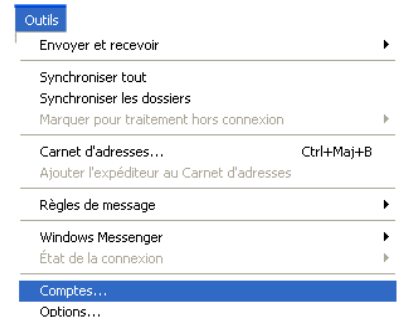 Outils
Envoyer et recevoir
Synchroniser tout
Synchroniser les dossiers
Marquer pour traitement hors connexion
Carnet d'adresses... Ctrl+Maj+B
Ajouter l'expéditeur au Carnet d'adresses
Règles de message
Windows Messenger
État de la connexion
Comptes...
Options...